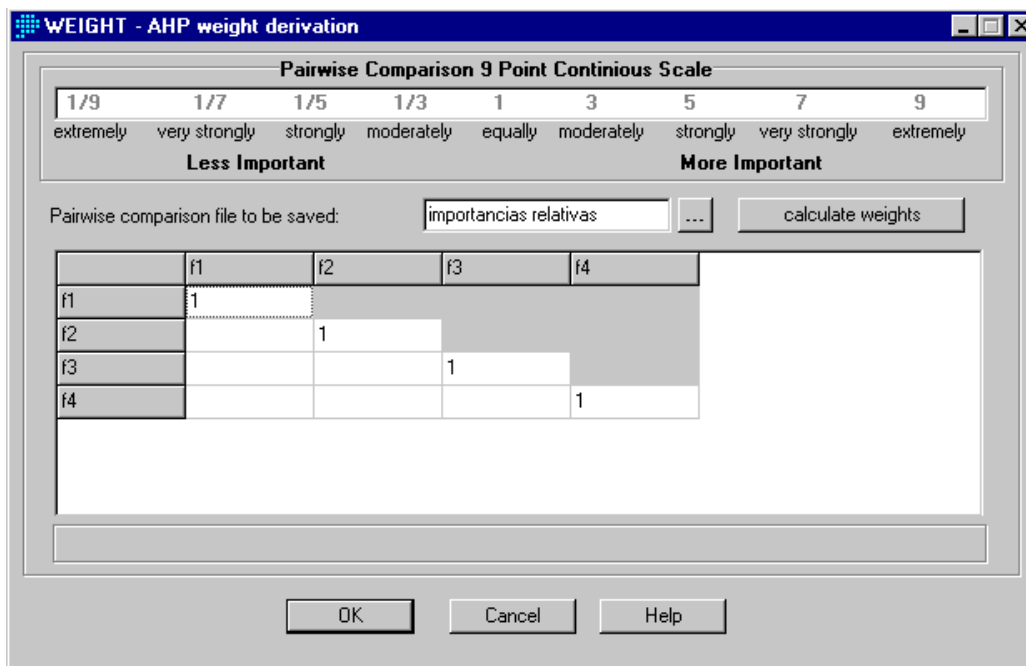 WEIGHT - AHP weight derivation
Pairwise Comparison 9 Point Continious Scale
1/9 1/7 1/5 1/3 1 3 5 7 9
extremely very strongly strongly moderately equally moderately strongly very strongly extremely
Less Important More Important
Pairwise comparison file to be saved: importancias relativas ... calculate weights
f1 f2 f3 f4
f1 1
f2 1
f3 1
f4 1
OK Cancel Help